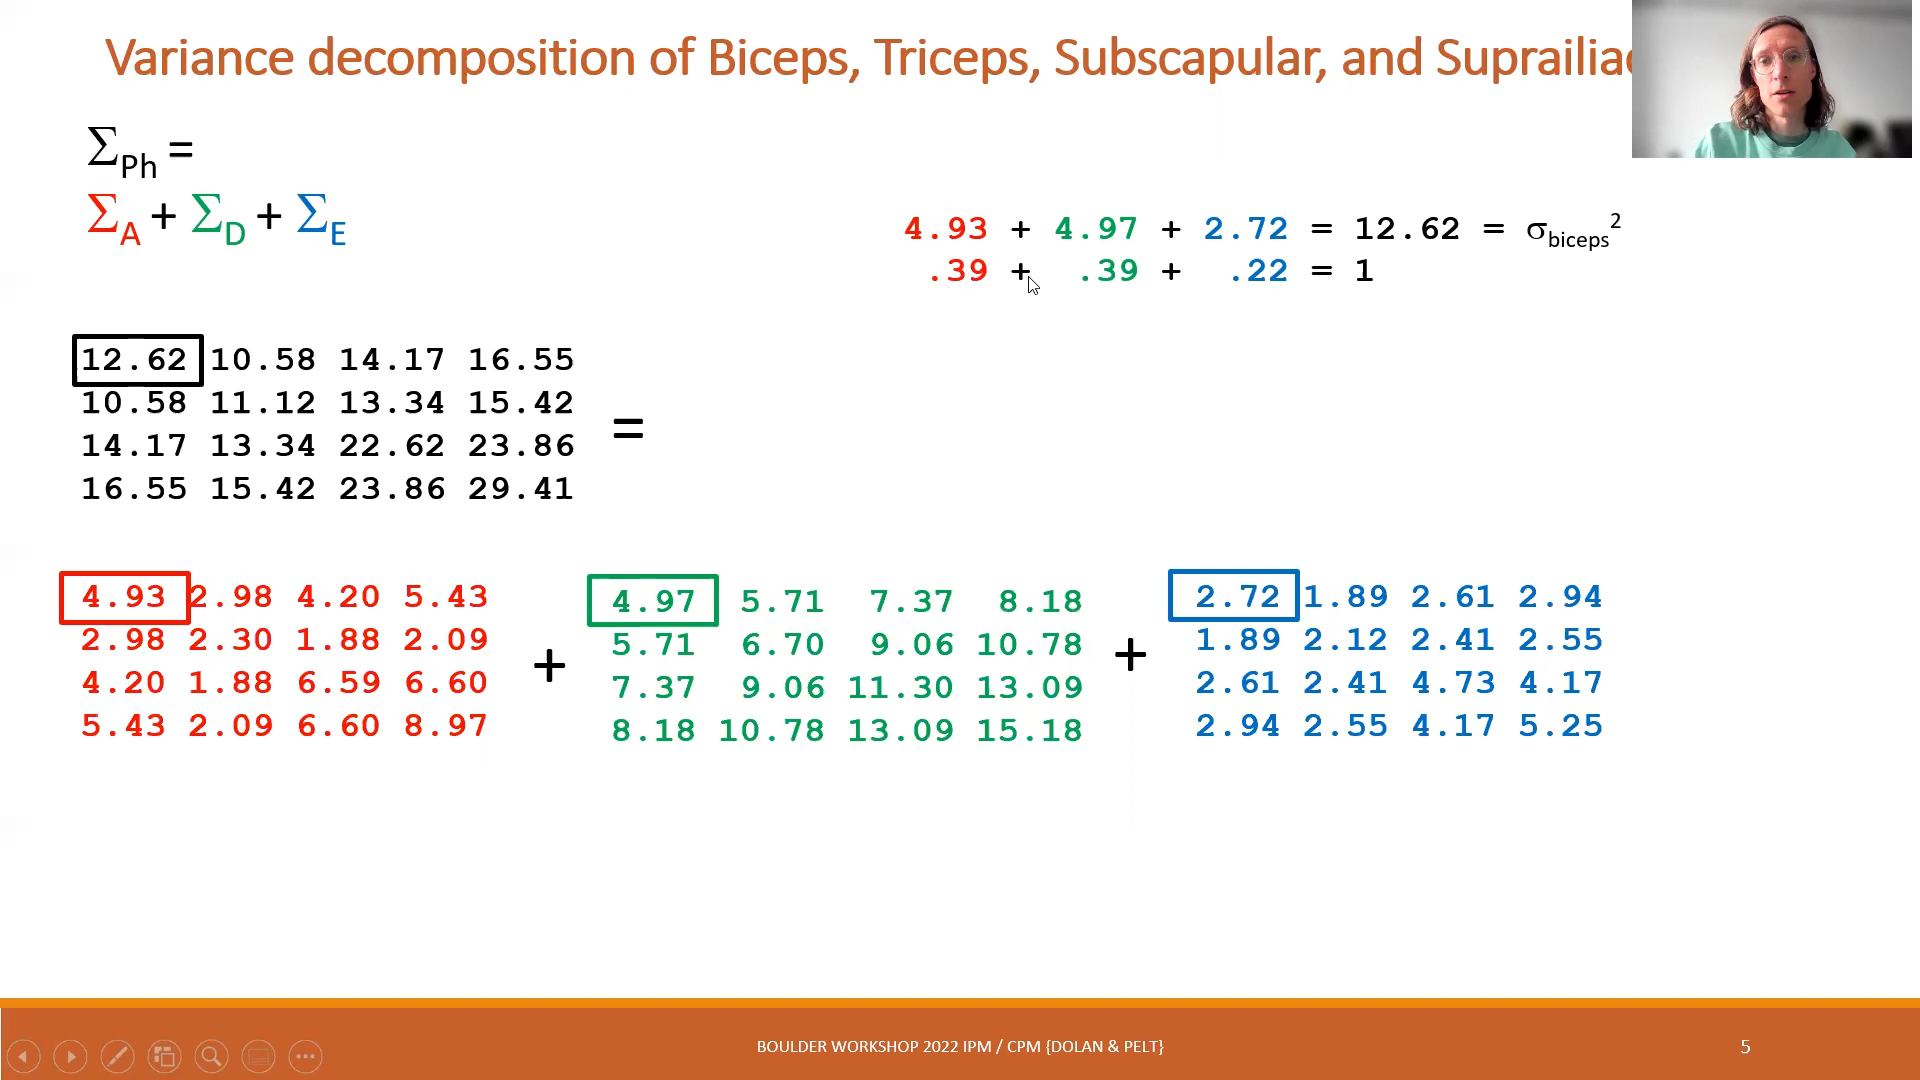 Variance decomposition of Biceps, Triceps, Subscapular, and Suprailiac
ΣPh =
ΣA + ΣD + ΣE
4.93 + 4.97 + 2.72 = 12.62 = σbiceps²
.39 + .39 + .22 = 1
12.62 10.58 14.17 16.55
10.58 11.12 13.34 15.42
14.17 13.34 22.62 23.86
16.55 15.42 23.86 29.41
=
4.93 2.98 4.20 5.43
2.98 2.30 1.88 2.09
4.20 1.88 6.59 6.60
5.43 2.09 6.60 8.97
+
4.97 5.71 7.37 8.18
5.71 6.70 9.06 10.78
7.37 9.06 11.30 13.09
8.18 10.78 13.09 15.18
+
2.72 1.89 2.61 2.94
1.89 2.12 2.41 2.55
2.61 2.41 4.73 4.17
2.94 2.55 4.17 5.25
BOULDER WORKSHOP 2022 IPM / CPM {DOLAN & PELT}
5